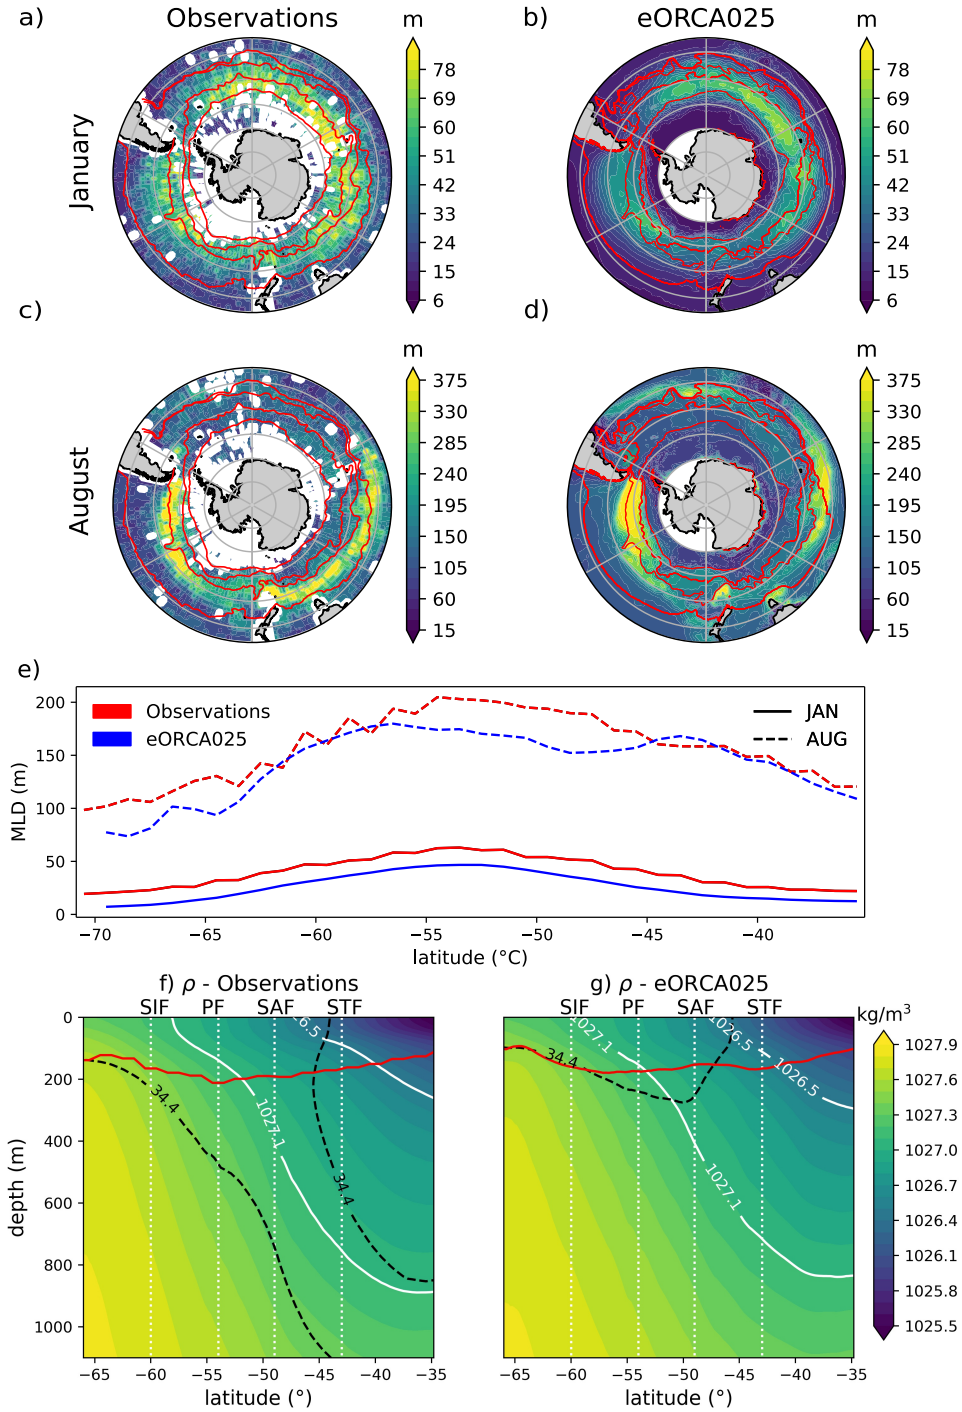 a)
Observations
m
b)
eORCA025
m
January
78
69
60
51
42
33
24
15
6
78
69
60
51
42
33
24
15
6
c)
m
d)
m
August
375
330
285
240
195
150
105
60
15
375
330
285
240
195
150
105
60
15
e)
MLD (m)
200
150
100
50
0
Observations
eORCA025
JAN
AUG
−70
−65
−60
−55
−50
−45
−40
latitude (°C)
f) ρ - Observations
SIF
PF
SAF
STF
depth (m)
0
200
400
600
800
1000
34.4
1027.1
26.5
34.4
−65
−60
−55
−50
−45
−40
−35
latitude (°)
g) ρ - eORCA025
SIF
PF
SAF
STF
1027.1
34.4
1026.5
1026.5
1027.1
−65
−60
−55
−50
−45
−40
−35
latitude (°)
kg/m³
1027.9
1027.6
1027.3
1027.0
1026.7
1026.4
1026.1
1025.8
1025.5